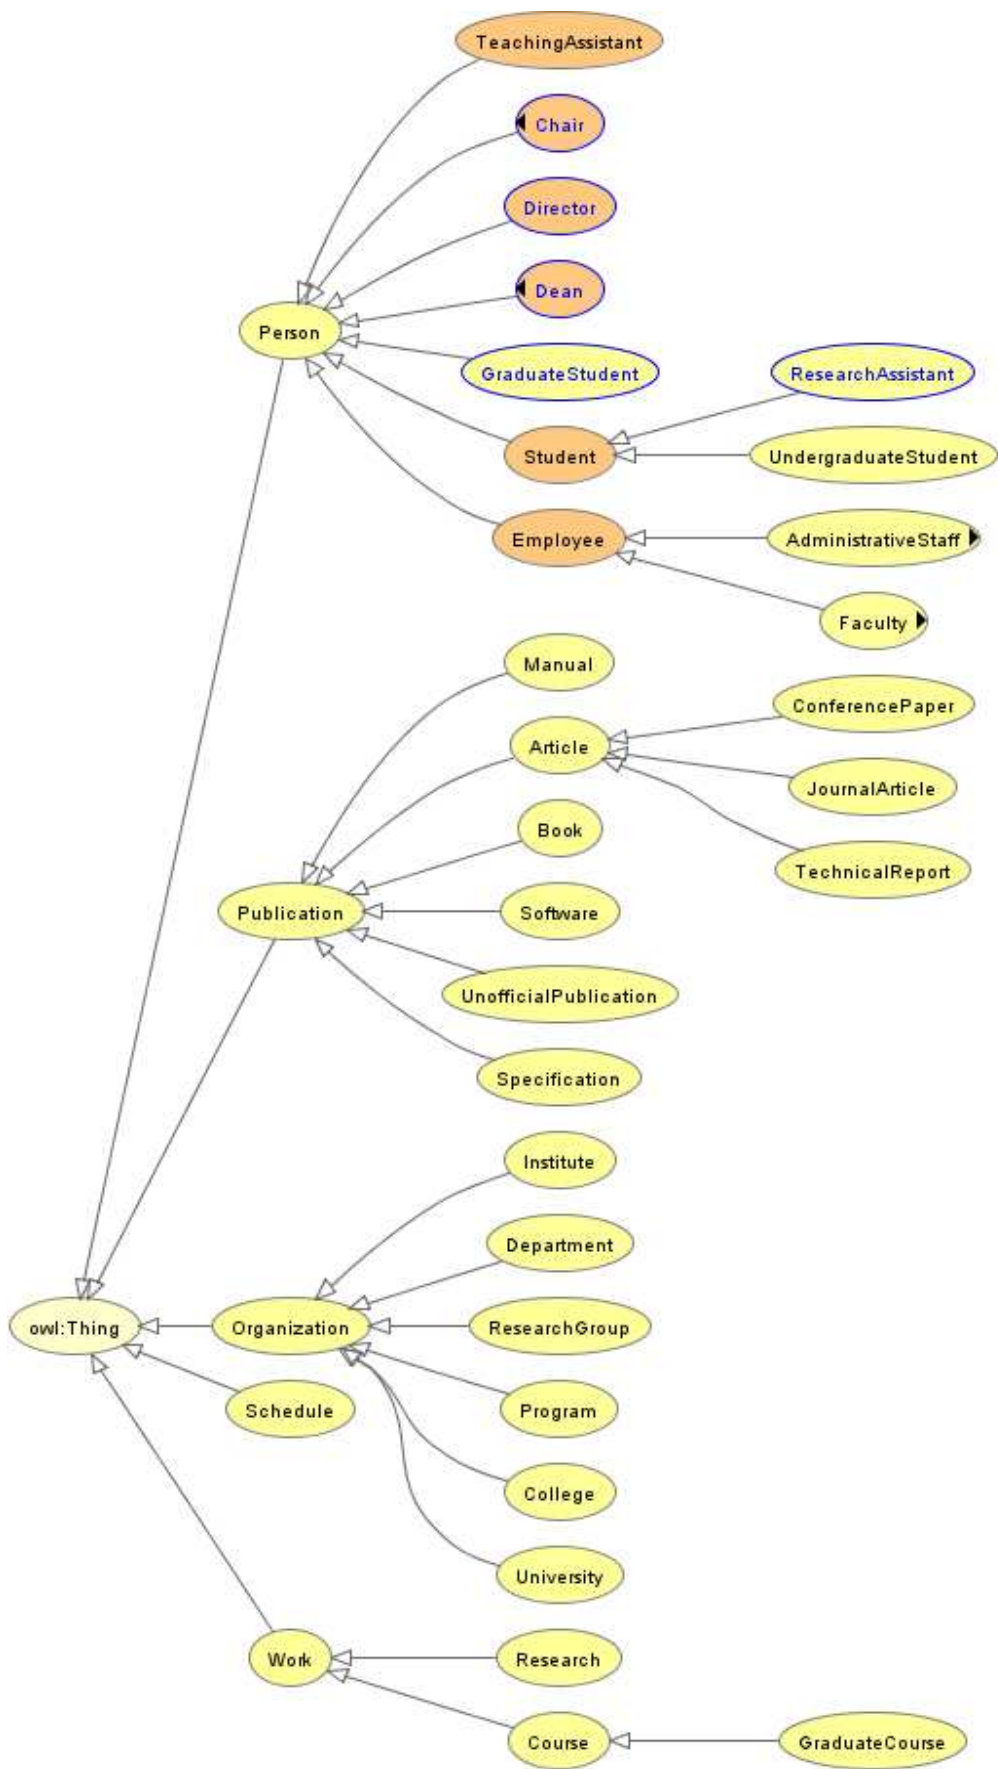 TeachingAssistant
Chair
Director
Dean
Person
GraduateStudent
ResearchAssistant
Student
UndergraduateStudent
Employee
AdministrativeStaff
Faculty
Manual
ConferencePaper
Article
JournalArticle
Book
TechnicalReport
Publication
Software
UnofficialPublication
Specification
Institute
Department
owl:Thing
Organization
ResearchGroup
Schedule
Program
College
University
Work
Research
Course
GraduateCourse